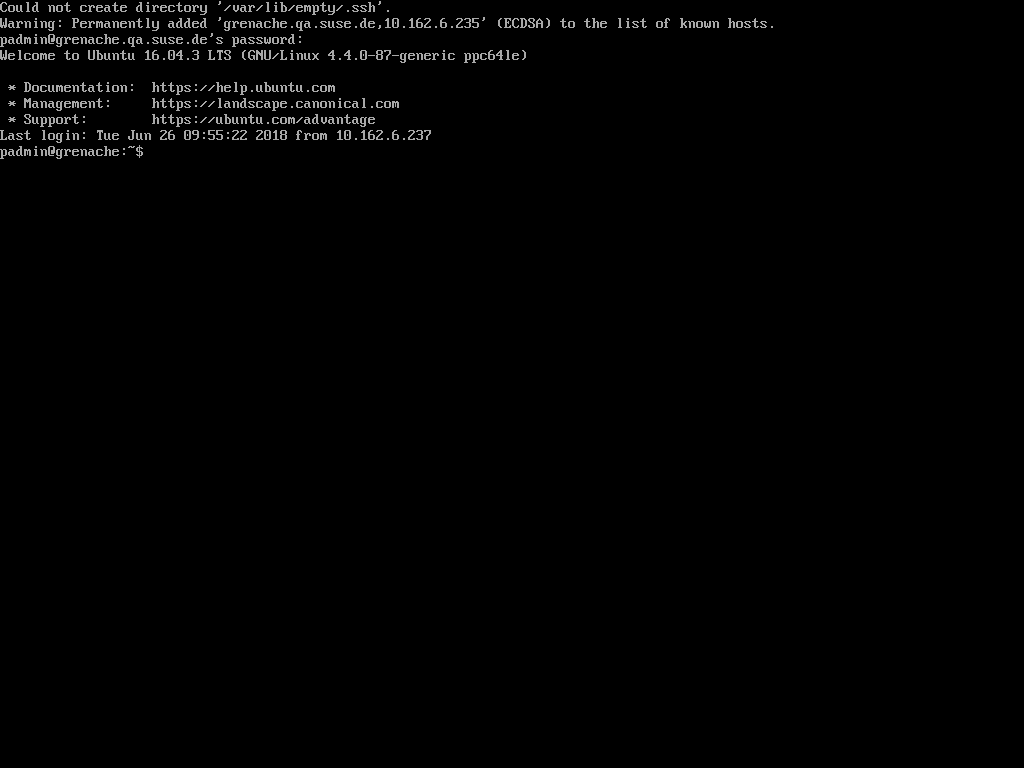 Could not create directory '/var/lib/empty/.ssh'.
Warning: Permanently added 'grenache.qa.suse.de,10.162.6.235' (ECDSA) to the list of known hosts.
padmin@grenache.qa.suse.de's password:
Welcome to Ubuntu 16.04.3 LTS (GNU/Linux 4.4.0-87-generic ppc64le)
 * Documentation:  https://help.ubuntu.com
 * Management:     https://landscape.canonical.com
 * Support:        https://ubuntu.com/advantage
Last login: Tue Jun 26 09:55:22 2018 from 10.162.6.237
padmin@grenache:~$